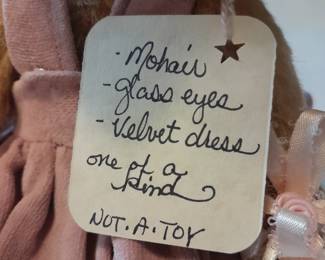 - Mohair
- glass eyes
- Velvet dress
one of a
kind
NOT.A.TOY